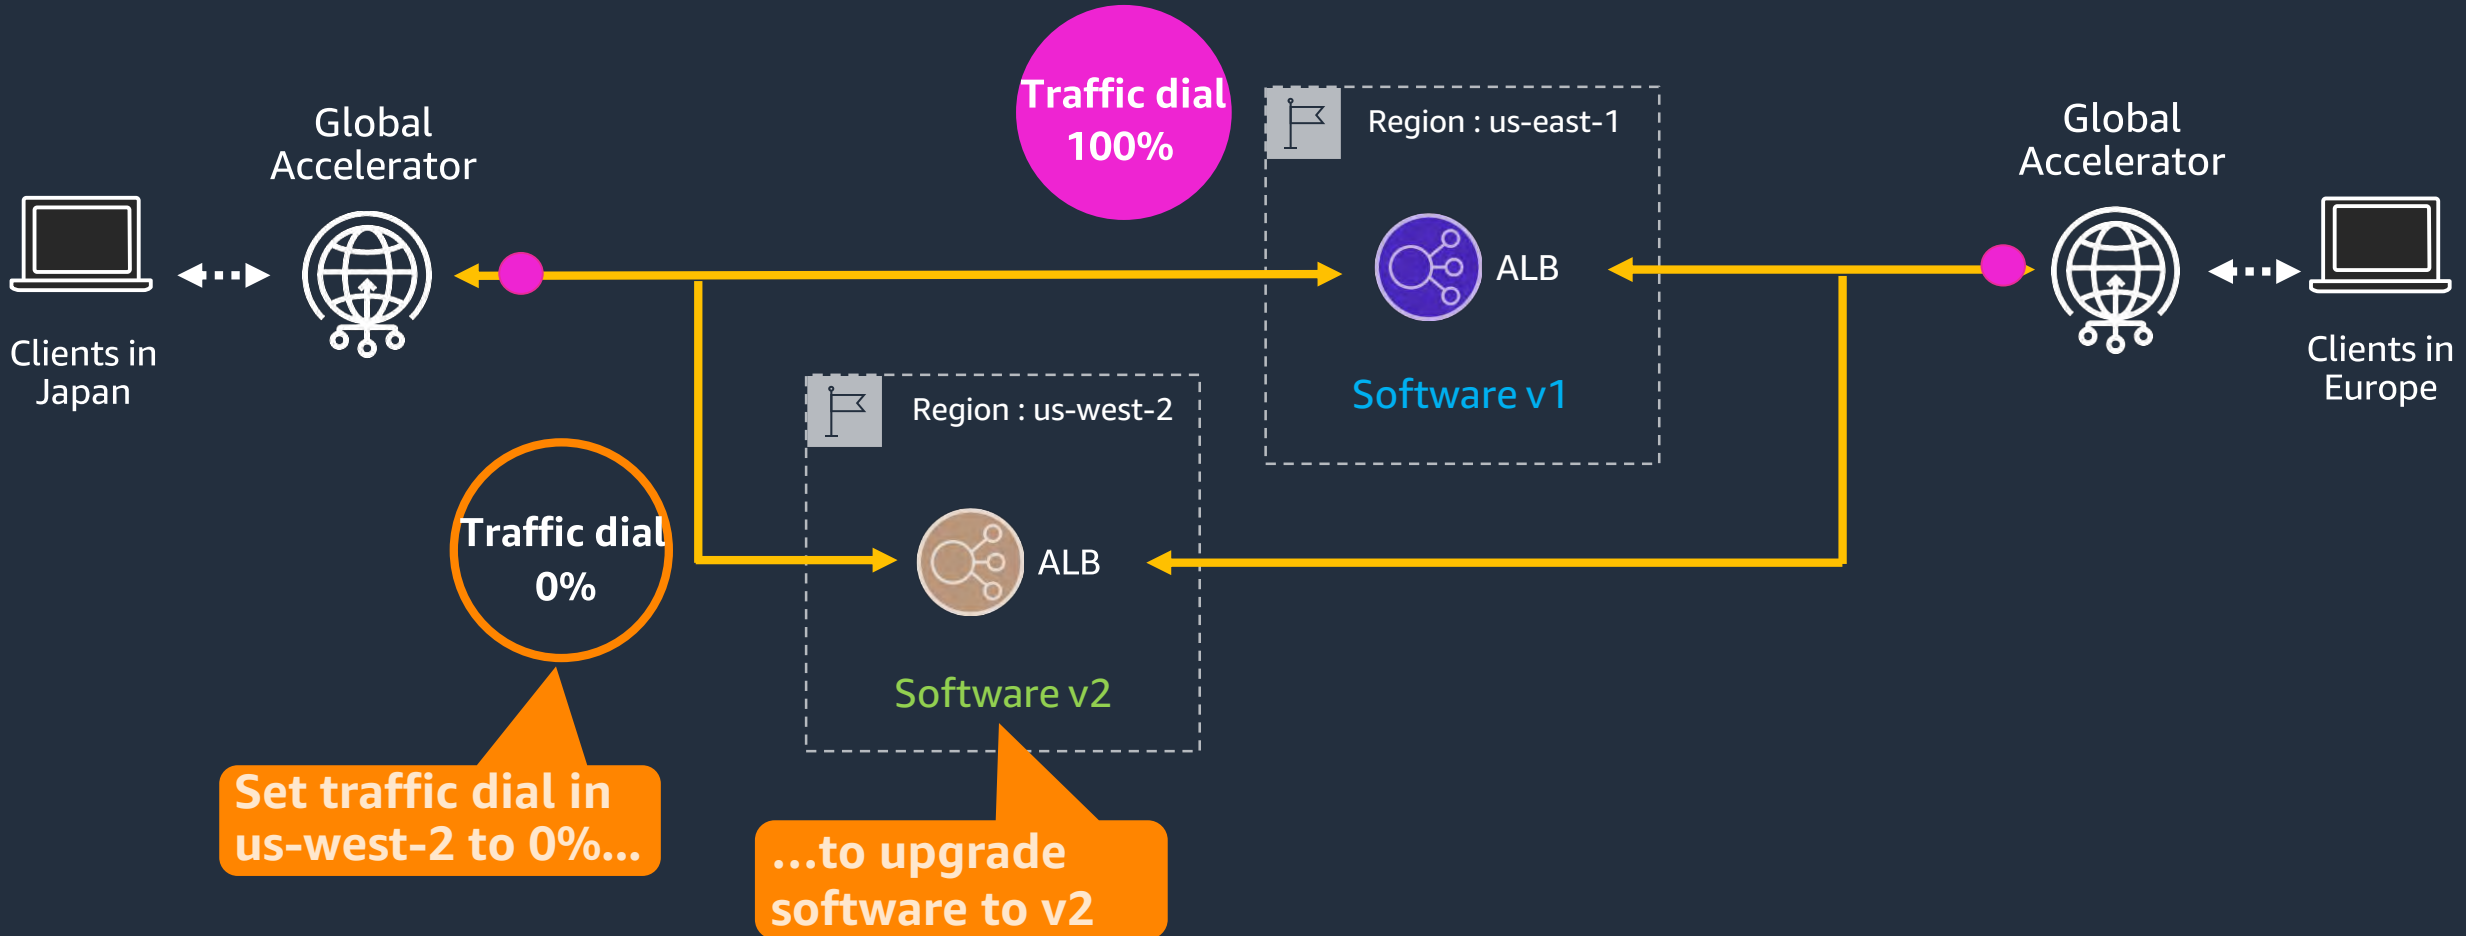 Traffic dial
100%
Region : us-east-1
Global
Accelerator
Global
Accelerator
ALB
Clients in
Japan
Clients in
Europe
Software v1
Region : us-west-2
Traffic dial
0%
ALB
Software v2
Set traffic dial in
us-west-2 to 0%...
...to upgrade
software to v2